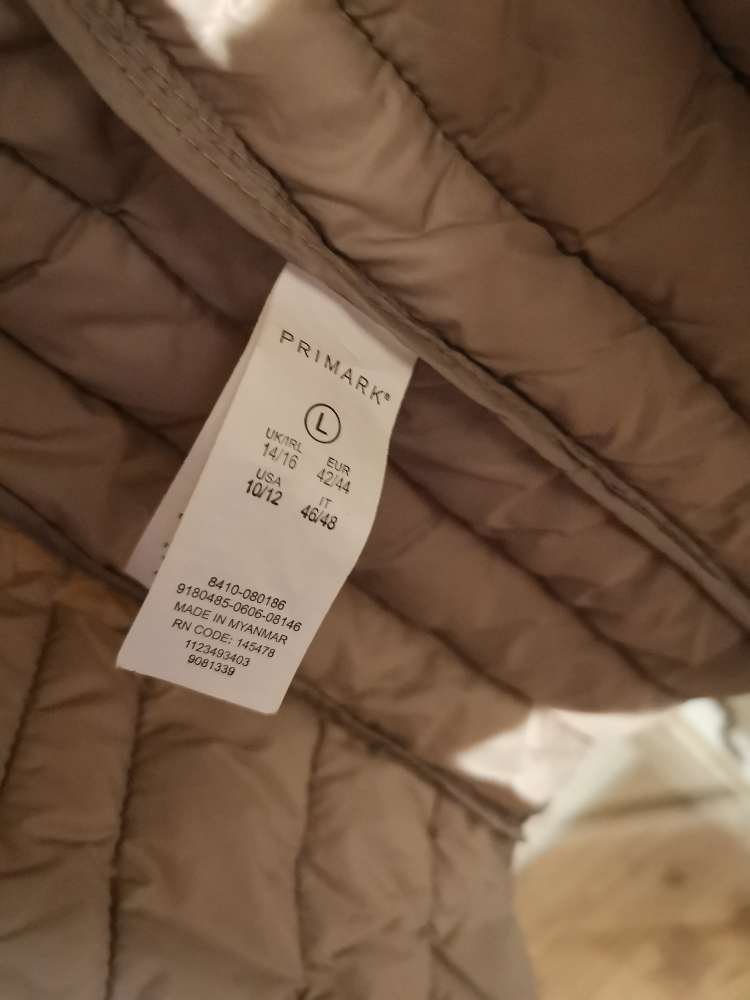 PRIMARK®
L
UK/IRL EUR
14/16 42/44
USA IT
10/12 46/48
8410-080186
9180485-0606-08146
MADE IN MYANMAR
RN CODE: 145478
1123493403
9081339